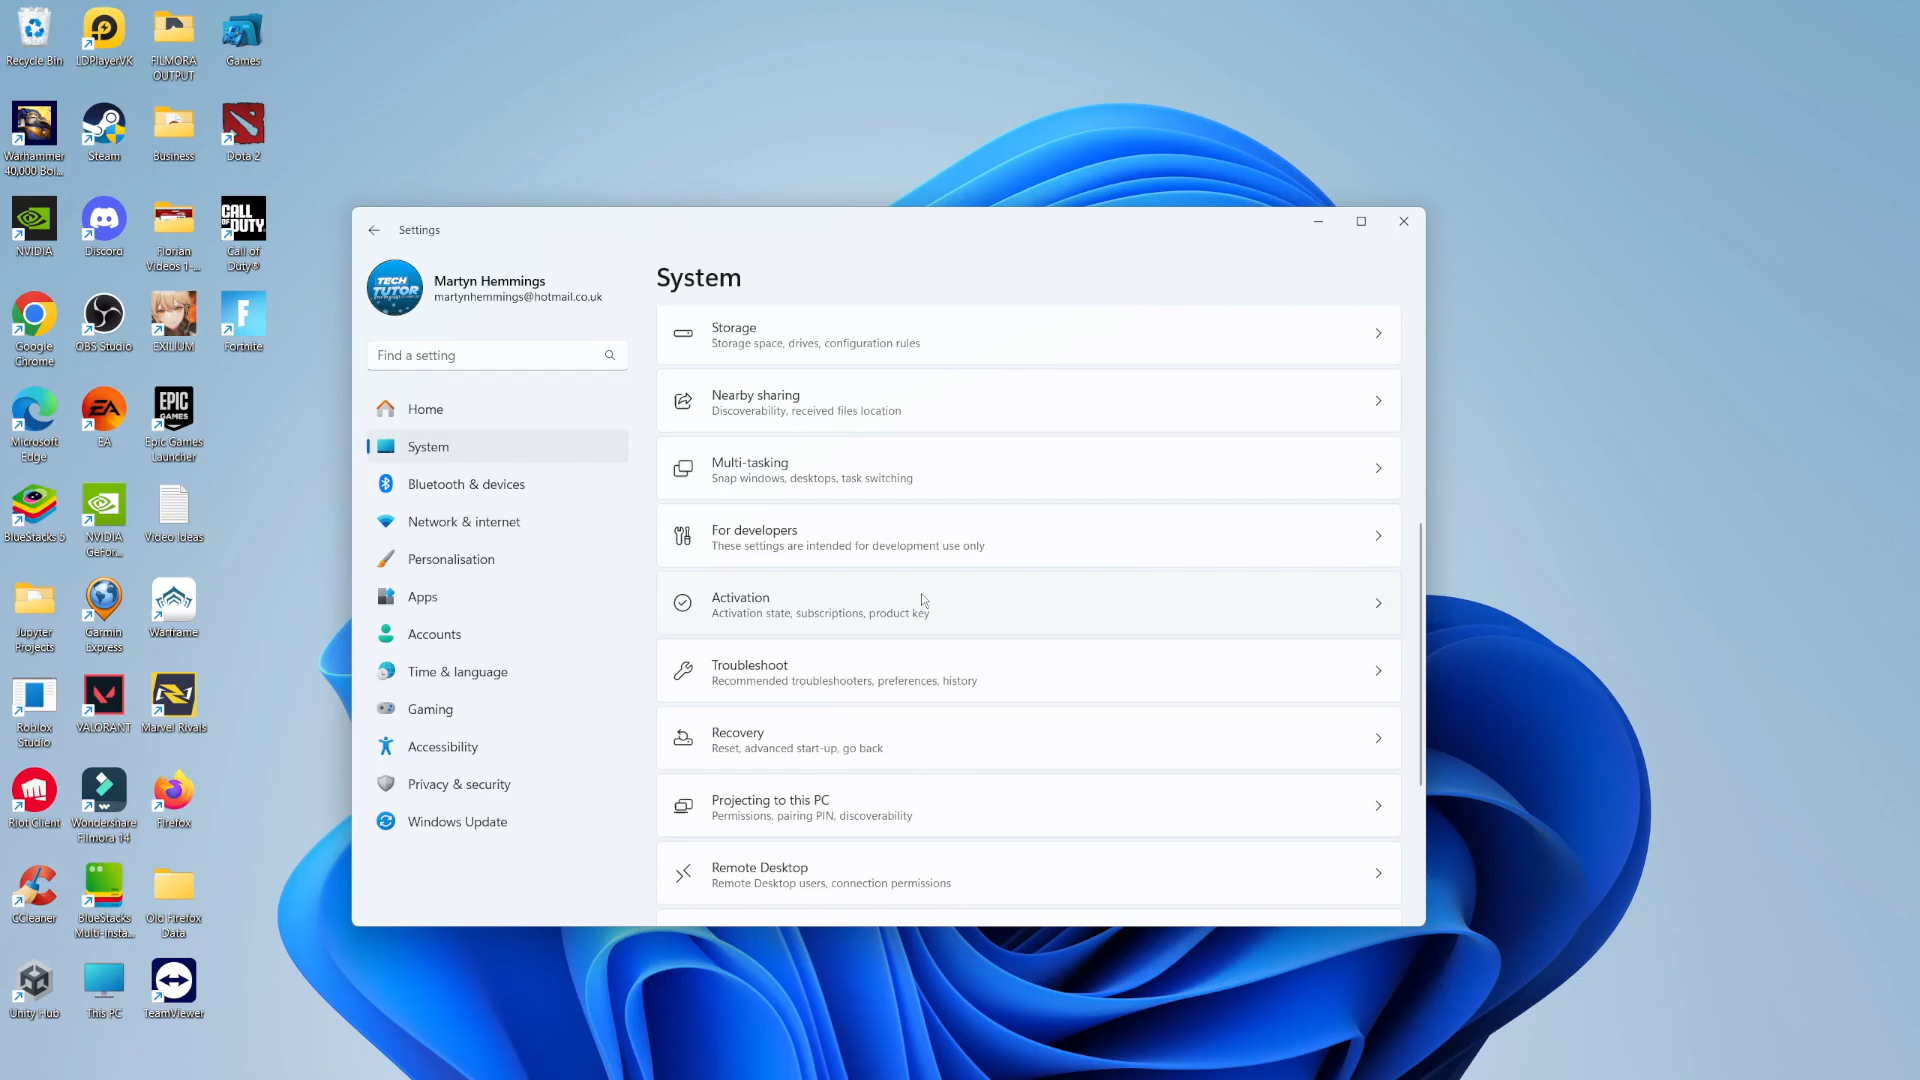 Recycle Bin
LDPlayerVK
FILMORA
OUTPUT
Games
Warhammer
40,000 Bol...
Steam
Business
Dota 2
NVIDIA
Discord
Florian
Videos 1-...
CALL
OF DUTY
Call of
Duty®
Google
Chrome
OBS Studio
EXILIUM
Fortnite
Microsoft
Edge
EA
EA
EPIC
GAMES
Epic Games
Launcher
BlueStacks 5
NVIDIA
GeFor...
Video Ideas
Jupyter
Projects
Garmin
Express
Warframe
Roblox
Studio
VALORANT
Marvel Rivals
Riot Client
Wondershare
Filmora 14
Firefox
CCleaner
BlueStacks
Multi-Insta...
Old Firefox
Data
Unity Hub
This PC
TeamViewer
Settings
TECH
TUTOR
Martyn Hemmings
martynhemmings@hotmail.co.uk
Find a setting
Home
System
Bluetooth & devices
Network & internet
Personalisation
Apps
Accounts
Time & language
Gaming
Accessibility
Privacy & security
Windows Update
System
Storage
Storage space, drives, configuration rules
Nearby sharing
Discoverability, received files location
Multi-tasking
Snap windows, desktops, task switching
For developers
These settings are intended for development use only
Activation
Activation state, subscriptions, product key
Troubleshoot
Recommended troubleshooters, preferences, history
Recovery
Reset, advanced start-up, go back
Projecting to this PC
Permissions, pairing PIN, discoverability
Remote Desktop
Remote Desktop users, connection permissions